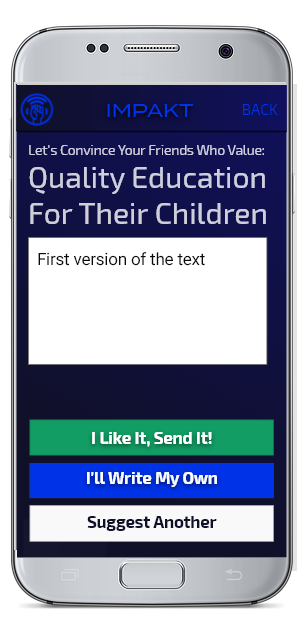 IMPAKT
BACK
Let's Convince Your Friends Who Value:
Quality Education
For Their Children
First version of the text
I Like It, Send It!
I'll Write My Own
Suggest Another